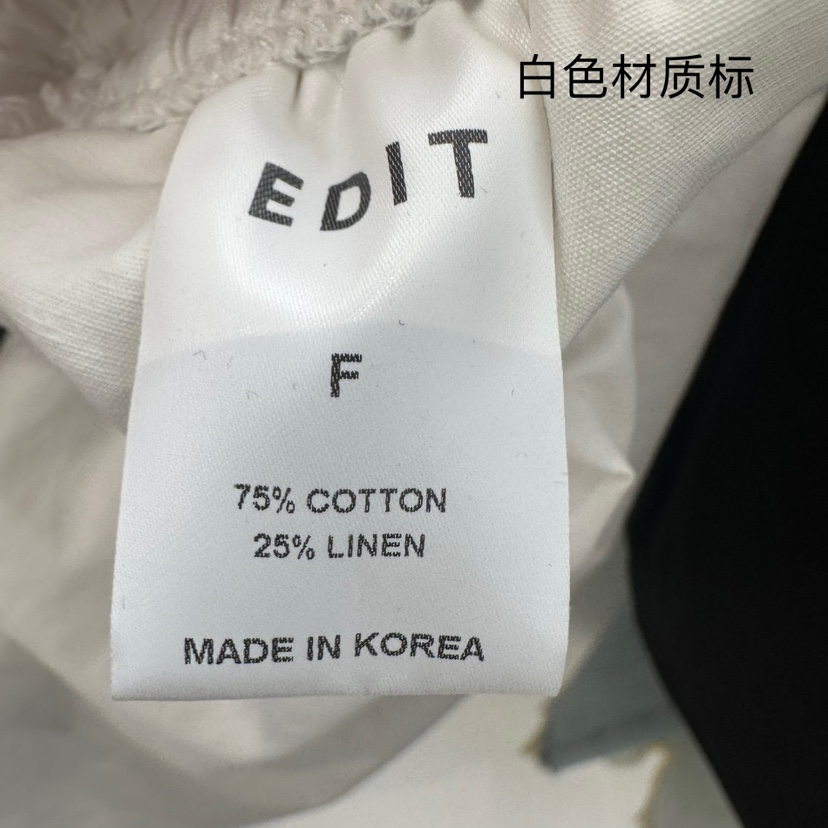 白色材质标
EDIT
F
75% COTTON
25% LINEN
MADE IN KOREA